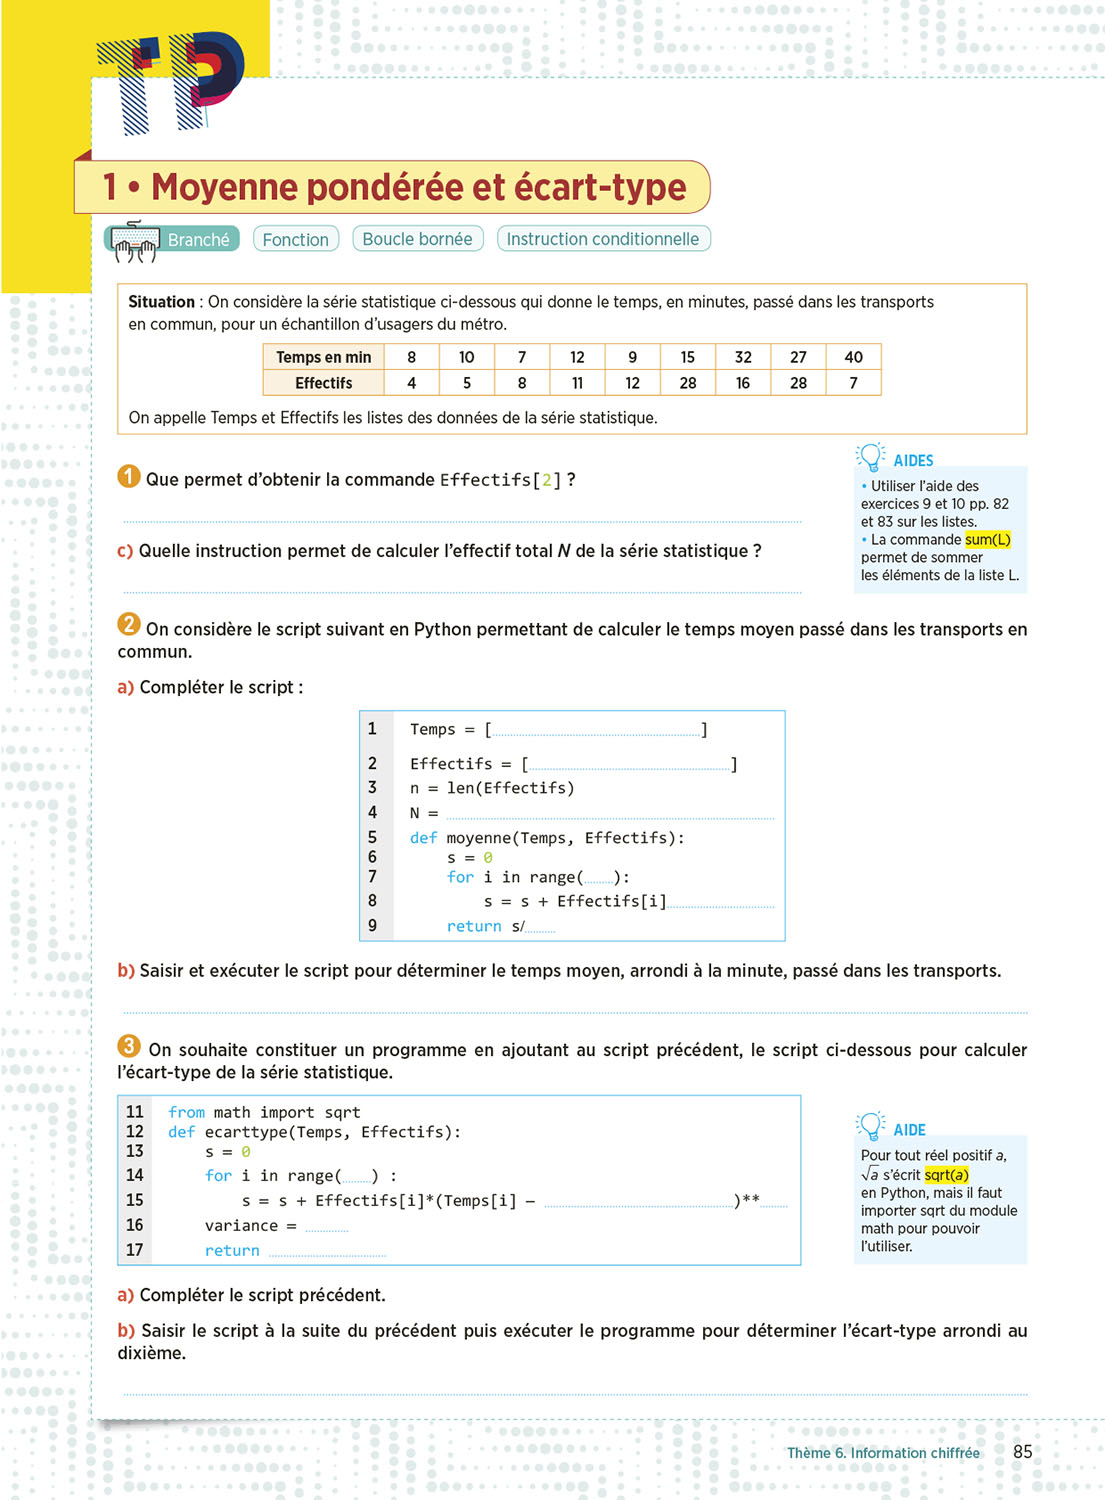 TP
1 • Moyenne pondérée et écart-type
Branché Fonction Boucle bornée Instruction conditionnelle
Situation : On considère la série statistique ci-dessous qui donne le temps, en minutes, passé dans les transports
en commun, pour un échantillon d'usagers du métro.
Temps en min 8 10 7 12 9 15 32 27 40
Effectifs 4 5 8 11 12 28 16 28 7
On appelle Temps et Effectifs les listes des données de la série statistique.
1 Que permet d'obtenir la commande Effectifs[2] ?
c) Quelle instruction permet de calculer l'effectif total N de la série statistique ?
AIDES
• Utiliser l'aide des
exercices 9 et 10 pp. 82
et 83 sur les listes.
• La commande sum(L)
permet de sommer
les éléments de la liste L.
2 On considère le script suivant en Python permettant de calculer le temps moyen passé dans les transports en
commun.
a) Compléter le script :
1 Temps = [ ]
2 Effectifs = [ ]
3 n = len(Effectifs)
4 N =
5 def moyenne(Temps, Effectifs):
6 s = 0
7 for i in range( ):
8 s = s + Effectifs[i]
9 return s/
b) Saisir et exécuter le script pour déterminer le temps moyen, arrondi à la minute, passé dans les transports.
3 On souhaite constituer un programme en ajoutant au script précédent, le script ci-dessous pour calculer
l'écart-type de la série statistique.
11 from math import sqrt
12 def ecarttype(Temps, Effectifs):
13 s = 0
14 for i in range( ) :
15 s = s + Effectifs[i]*(Temps[i] – )**
16 variance =
17 return
AIDE
Pour tout réel positif a,
√a s'écrit sqrt(a)
en Python, mais il faut
importer sqrt du module
math pour pouvoir
l'utiliser.
a) Compléter le script précédent.
b) Saisir le script à la suite du précédent puis exécuter le programme pour déterminer l'écart-type arrondi au
dixième.
Thème 6. Information chiffrée 85